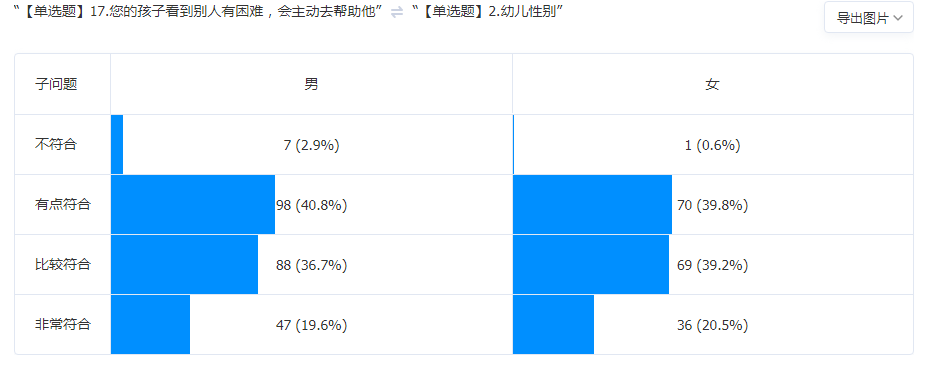 “【单选题】17.您的孩子看到别人有困难，会主动去帮助他” ⇌ “【单选题】2.幼儿性别” 导出图片
子问题 男 女
不符合 7 (2.9%) 1 (0.6%)
有点符合 98 (40.8%) 70 (39.8%)
比较符合 88 (36.7%) 69 (39.2%)
非常符合 47 (19.6%) 36 (20.5%)